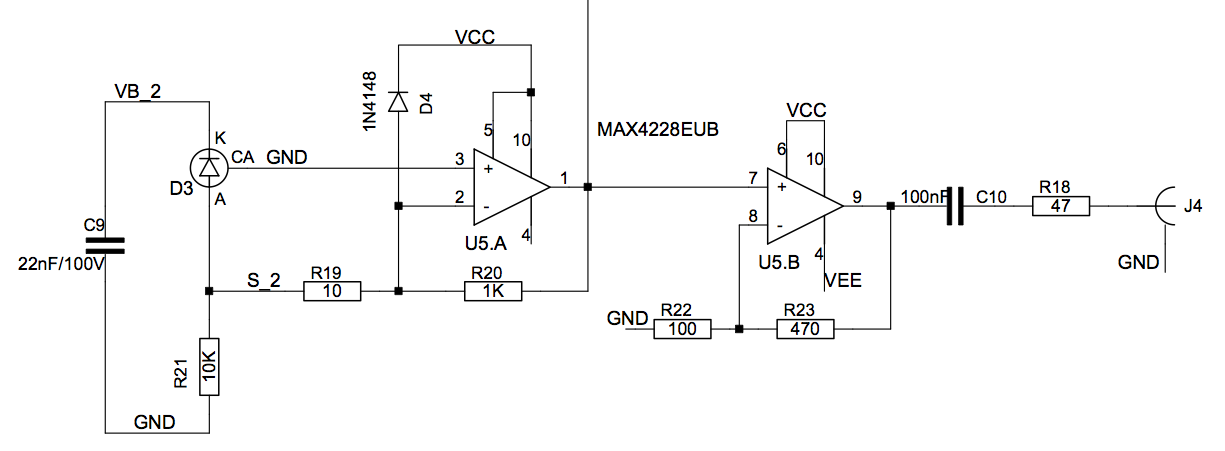 VCC
VB_2
1N4148
D4
5
10
MAX4228EUB
VCC
K
CA GND
D3
A
3
+
2
-
1
4
U5.A
6
10
7
+
8
-
9
4
U5.B
VEE
100nF
C10
R18
47
J4
GND
C9
22nF/100V
S_2
R19
10
R20
1K
GND
R22
100
R23
470
R21
10K
GND